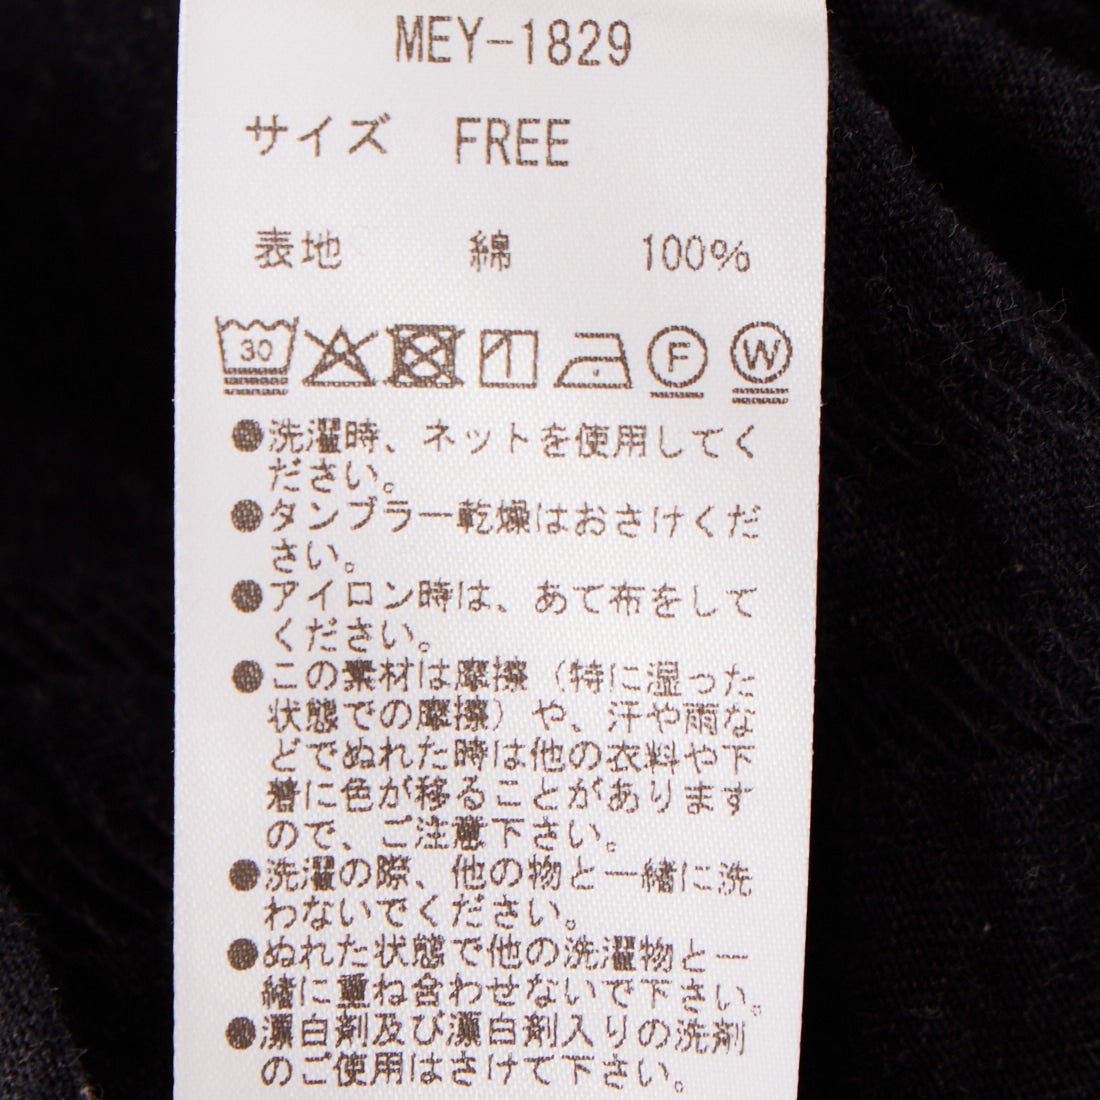 MEY-1829
サイズ FREE
表地 綿 100%
30 F W
●洗濯時、ネットを使用してく
ださい。
●タンブラー乾燥はおさけくだ
さい。
●アイロン時は、あて布をして
ください。
●この素材は摩擦（特に湿った
状態での摩擦）や、汗や雨な
どでぬれた時は他の衣料や下
着に色が移ることがあります
ので、ご注意下さい。
●洗濯の際、他の物と一緒に洗
わないでください。
●ぬれた状態で他の洗濯物と一
緒に重ね合わせないで下さい。
●漂白剤及び漂白剤入りの洗剤
のご使用はさけて下さい。